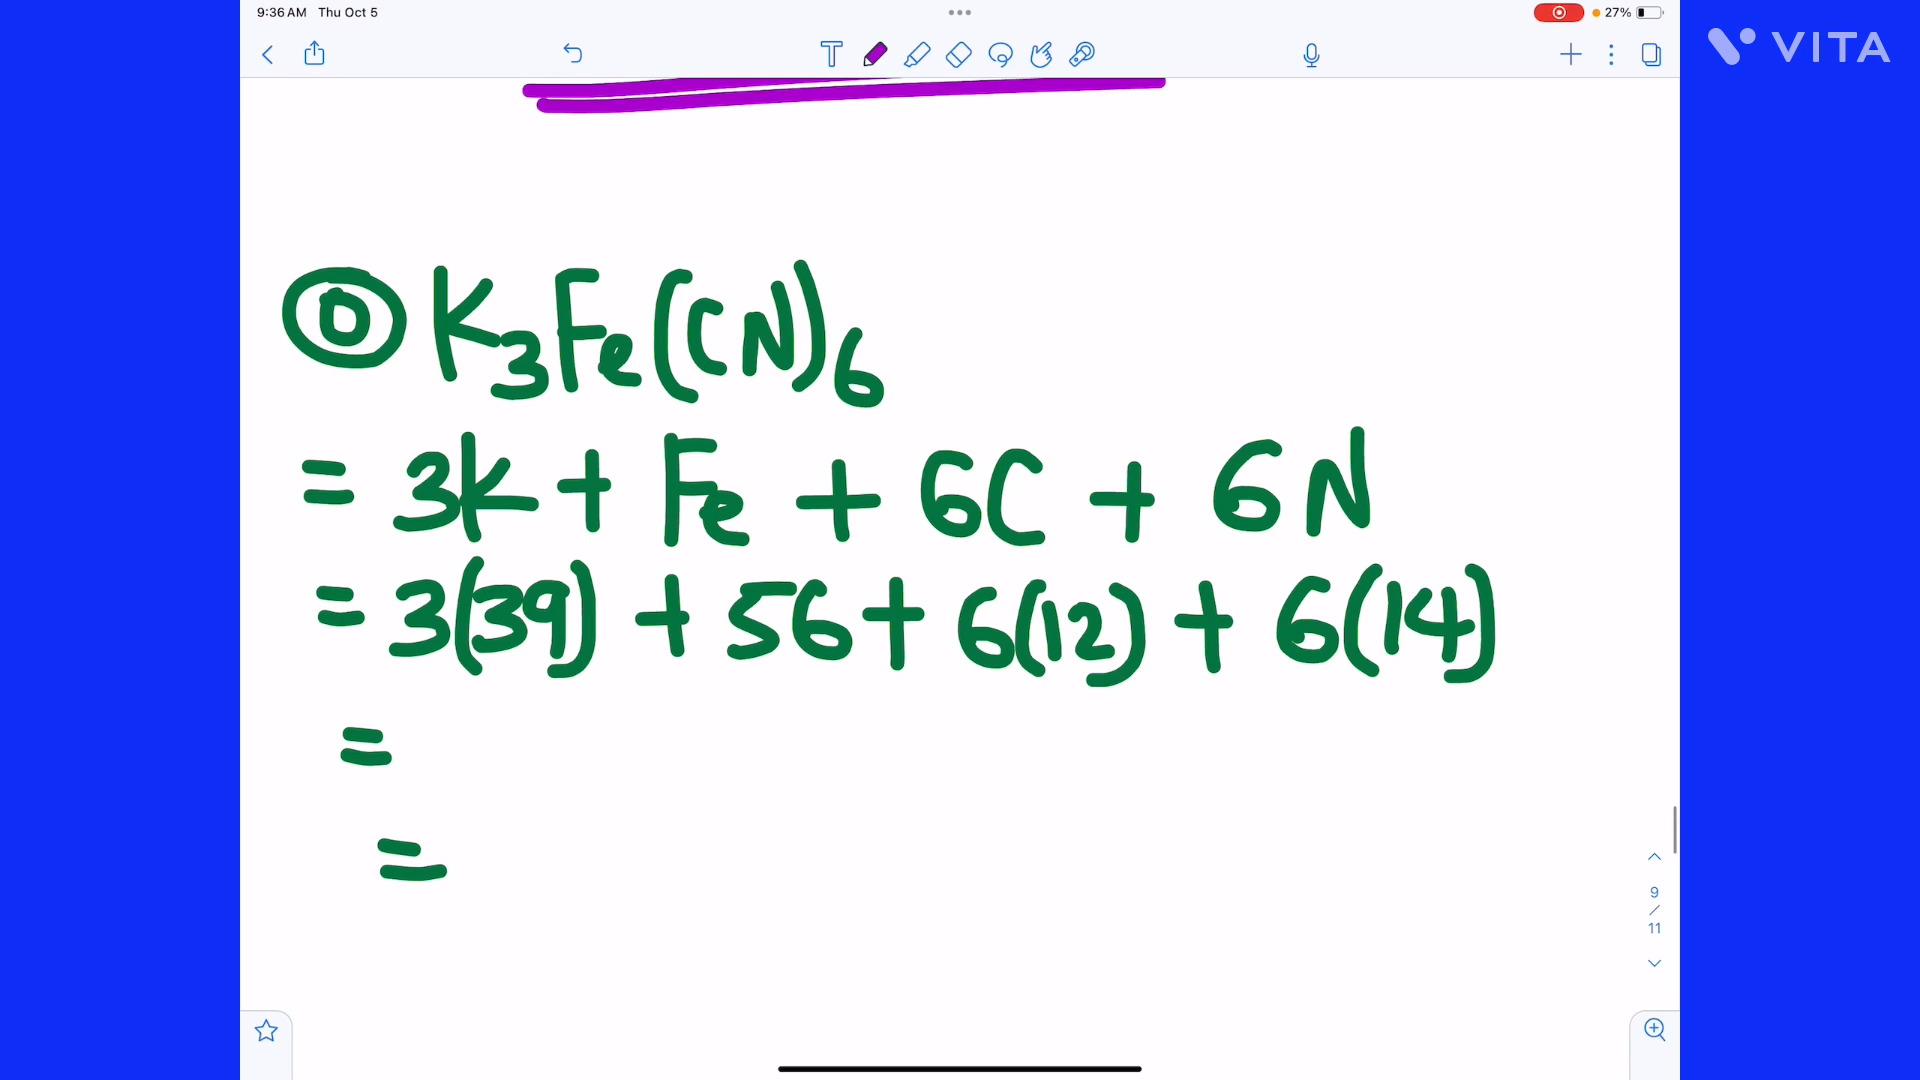 9:36 AM Thu Oct 5
27%
VITA
O K₃Fe(CN)₆
= 3K + Fe + 6C + 6N
= 3(39) + 56 + 6(12) + 6(14)
=
=
9
/
11